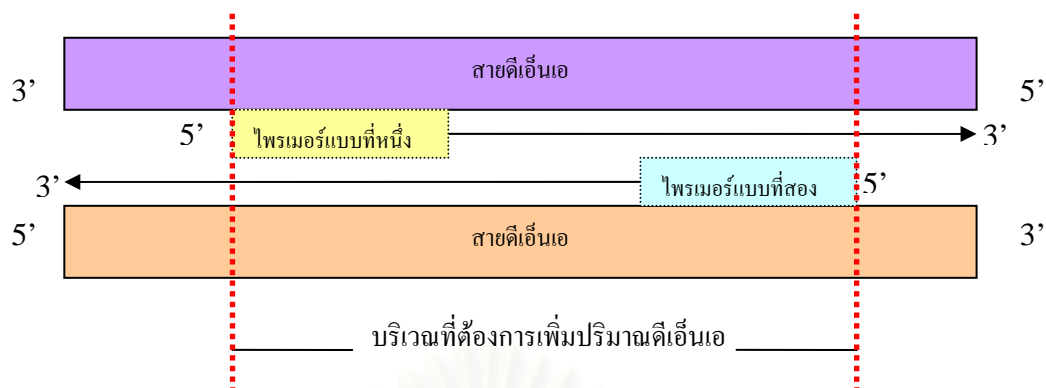 สายดีเอ็นเอ
3’ 5’
5’ ไพรเมอร์แบบที่หนึ่ง 3’
3’ ไพรเมอร์แบบที่สอง 5’
5’ สายดีเอ็นเอ 3’
บริเวณที่ต้องการเพิ่มปริมาณดีเอ็นเอ